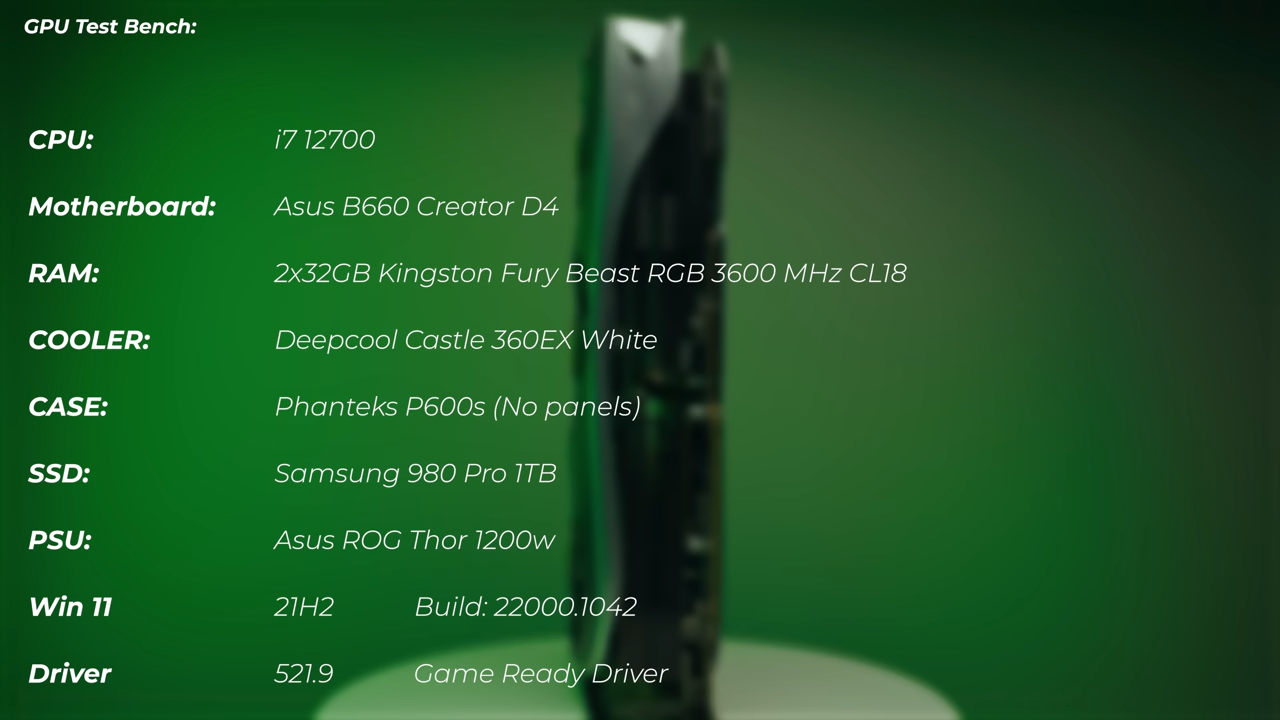 GPU Test Bench:
CPU: i7 12700
Motherboard: Asus B660 Creator D4
RAM: 2x32GB Kingston Fury Beast RGB 3600 MHz CL18
COOLER: Deepcool Castle 360EX White
CASE: Phanteks P600s (No panels)
SSD: Samsung 980 Pro 1TB
PSU: Asus ROG Thor 1200w
Win 11 21H2 Build: 22000.1042
Driver 521.9 Game Ready Driver